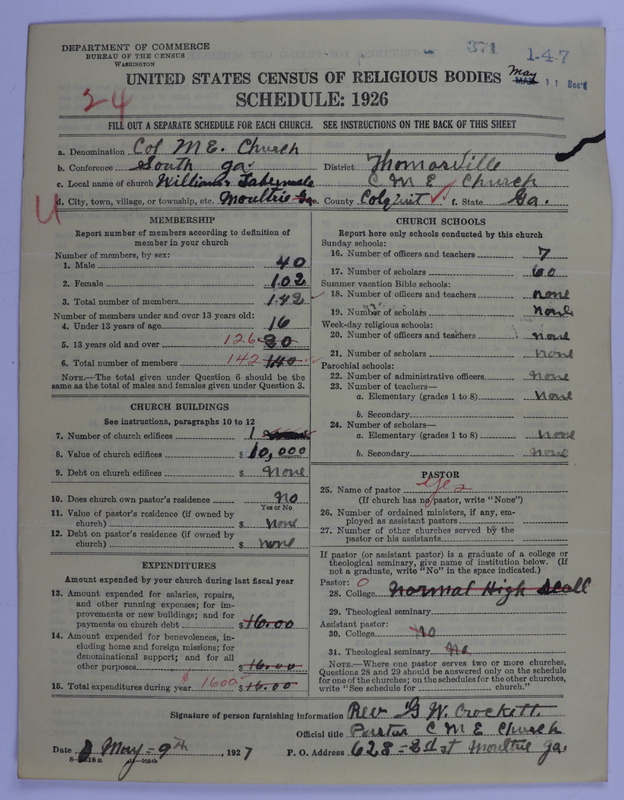 DEPARTMENT OF COMMERCE
BUREAU OF THE CENSUS
WASHINGTON
371
1-47
UNITED STATES CENSUS OF RELIGIOUS BODIES
May
11
24
SCHEDULE: 1926
FILL OUT A SEPARATE SCHEDULE FOR EACH CHURCH. SEE INSTRUCTIONS ON THE BACK OF THIS SHEET
a. Denomination Col M E. Church
b. Conference South Ga. District Thomasville
c. Local name of church Williams Tabernacle C M E Church
d. City, town, village, or township, etc. Moultrie Ga e. County Colquit ✓ f. State Ga.
MEMBERSHIP
Report number of members according to definition of
member in your church
Number of members, by sex:
1. Male 40
2. Female 102
3. Total number of members 142
Number of members under and over 13 years old:
4. Under 13 years of age 16
5. 13 years old and over 126
6. Total number of members 142 140
NOTE.—The total given under Question 6 should be the
same as the total of males and females given under Question 3.
CHURCH BUILDINGS
See instructions, paragraphs 10 to 12
7. Number of church edifices 1
8. Value of church edifices $ 10,000
9. Debt on church edifices $ None
10. Does church own pastor's residence No
Yes or No
11. Value of pastor's residence (if owned by
church) $ None
12. Debt on pastor's residence (if owned by
church) $ none
EXPENDITURES
Amount expended by your church during last fiscal year
13. Amount expended for salaries, repairs,
and other running expenses; for im-
provements or new buildings; and for
payments on church debt $ 16.00
14. Amount expended for benevolences, in-
cluding home and foreign missions; for
denominational support; and for all
other purposes $ 16.00
15. Total expenditures during year $ 1600 $ 16.00
CHURCH SCHOOLS
Report here only schools conducted by this church
Sunday schools:
16. Number of officers and teachers 7
17. Number of scholars 60
Summer vacation Bible schools:
18. Number of officers and teachers none
19. Number of scholars none
Week-day religious schools:
20. Number of officers and teachers none
21. Number of scholars none
Parochial schools:
22. Number of administrative officers none
23. Number of teachers—
a. Elementary (grades 1 to 8) None
b. Secondary
24. Number of scholars—
a. Elementary (grades 1 to 8) none
b. Secondary none
PASTOR
25. Name of pastor yes
(If church has no pastor, write "None")
26. Number of ordained ministers, if any, em-
ployed as assistant pastors
27. Number of other churches served by the
pastor or his assistants
If pastor (or assistant pastor) is a graduate of a college or
theological seminary, give name of institution below. (If
not a graduate, write "No" in the space indicated.)
Pastor: 0
28. College Normal High Scoll
29. Theological seminary
Assistant pastor:
30. College No
31. Theological seminary No
NOTE.—Where one pastor serves two or more churches,
Questions 28 and 29 should be answered only on the schedule
for one of the churches; on the schedules for the other churches,
write "See schedule for church."
Signature of person furnishing information Rev G W. Crockett.
Official title Pastor C M E Church
Date May = 9th, 1927 P. O. Address 628 = 2d st Moultrie Ga.